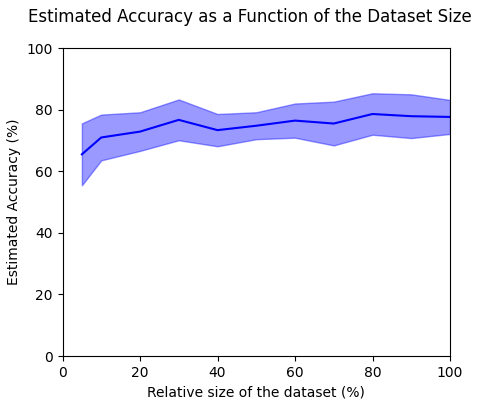 Estimated Accuracy as a Function of the Dataset Size
100
80
60
40
20
0
Estimated Accuracy (%)
0 20 40 60 80 100
Relative size of the dataset (%)